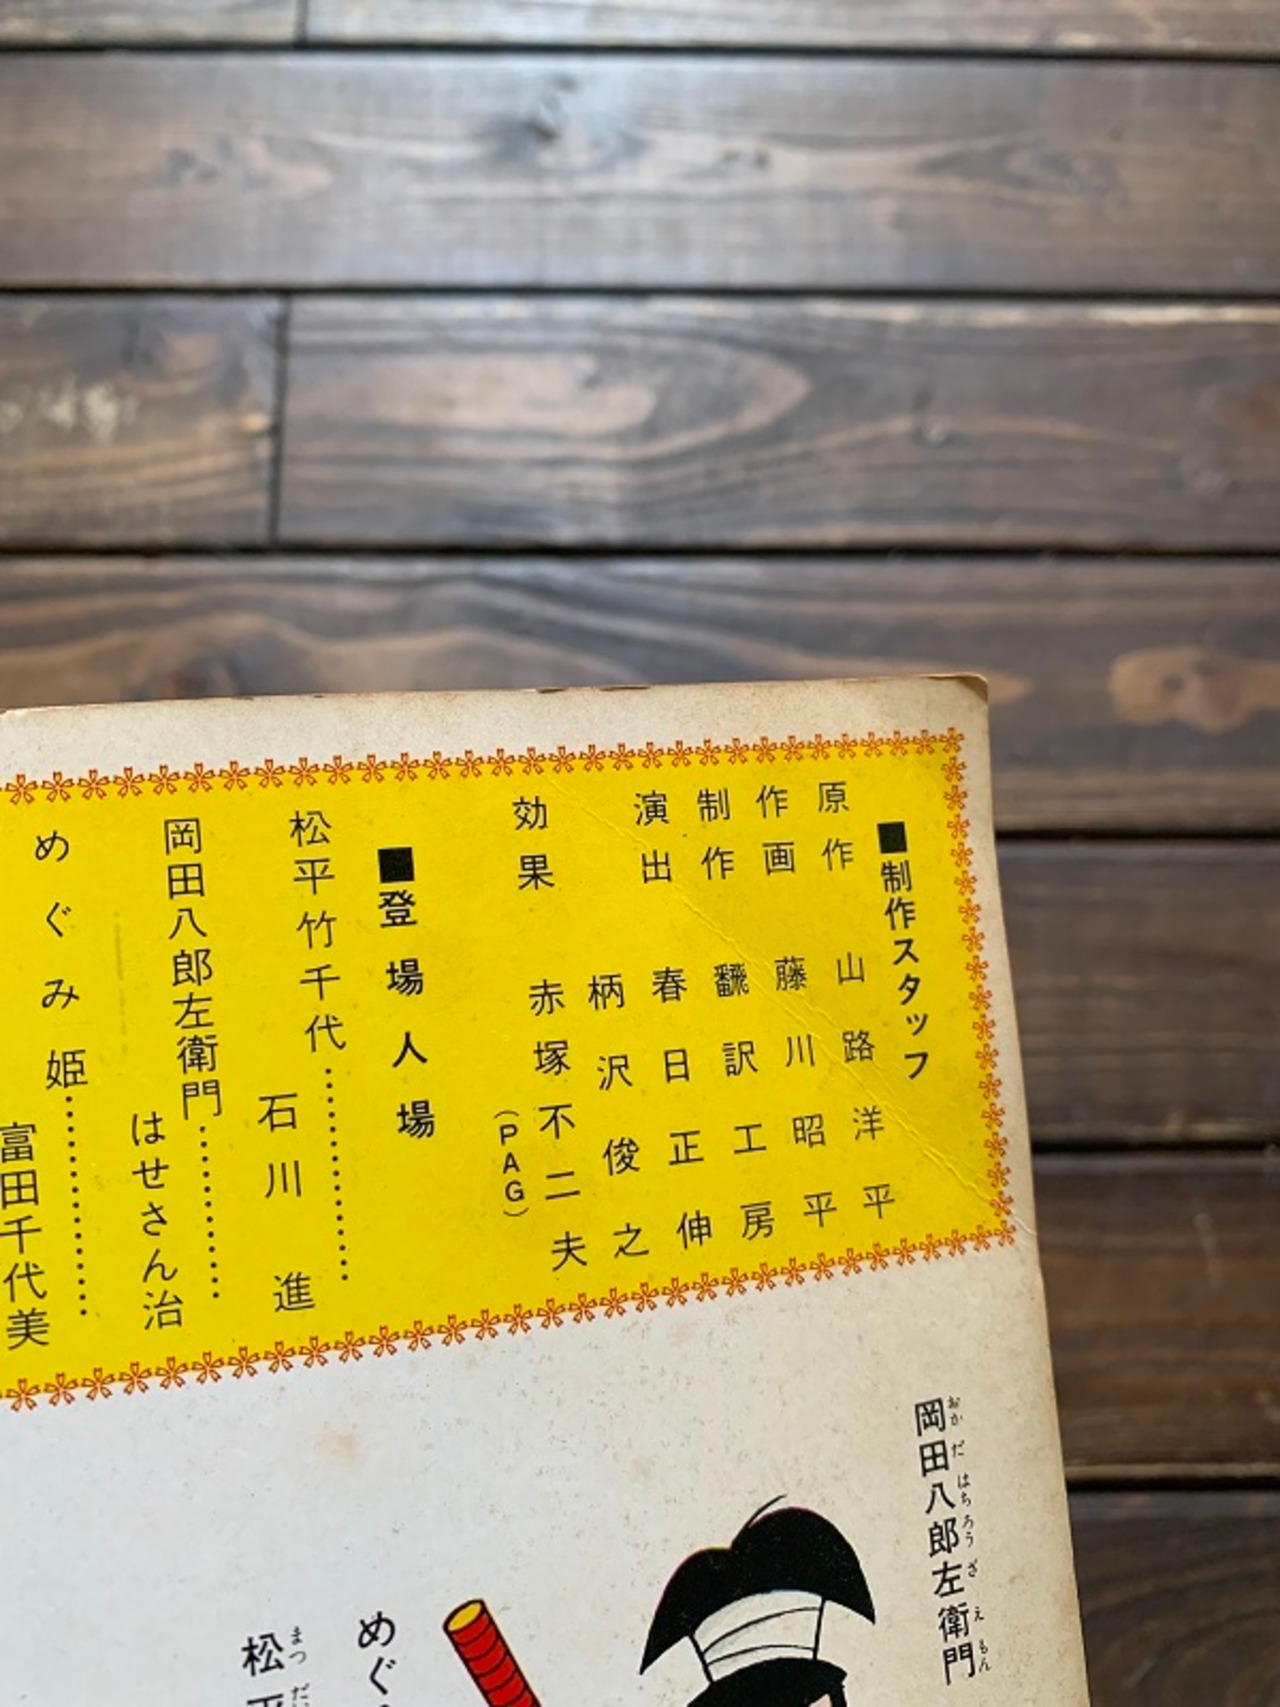 ■制作スタッフ
原作 山路洋平
作画 藤川昭平
制作 飜訳工房
演出 春日正伸
柄沢俊之
効果 赤塚不二夫
(PAG)
■登場人場
松平竹千代……………石川 進
岡田八郎左衛門……………はせさん治
めぐみ姫……………富田千代美
おかだはちろうざえもん
岡田八郎左衛門
めぐ
まつだい
松平